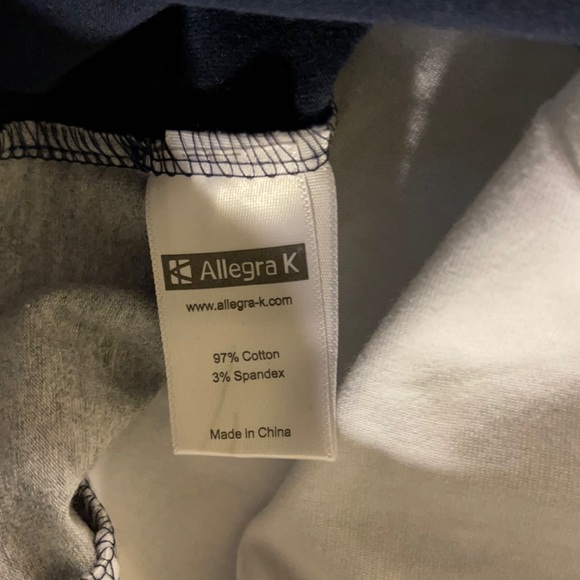 Allegra K
www.allegra-k.com
97% Cotton
3% Spandex
Made in China